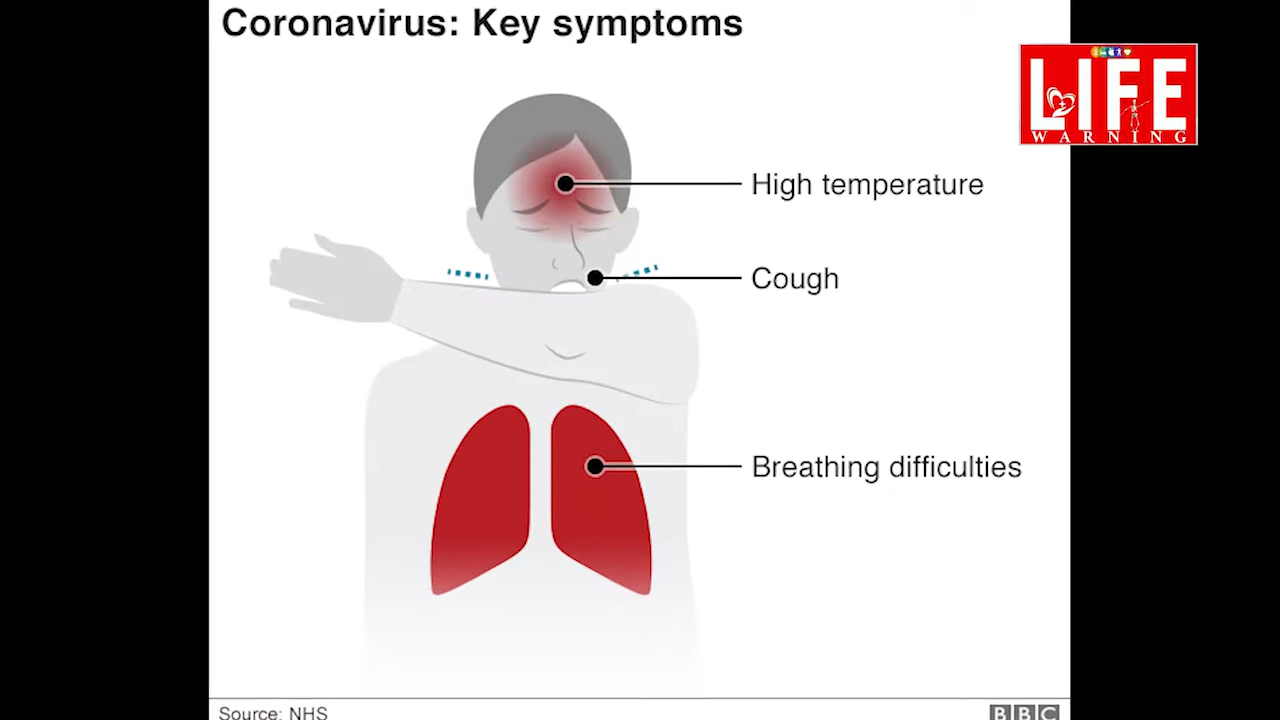 Coronavirus: Key symptoms
LIFE
WARNING
High temperature
Cough
Breathing difficulties
Source: NHS
BBC